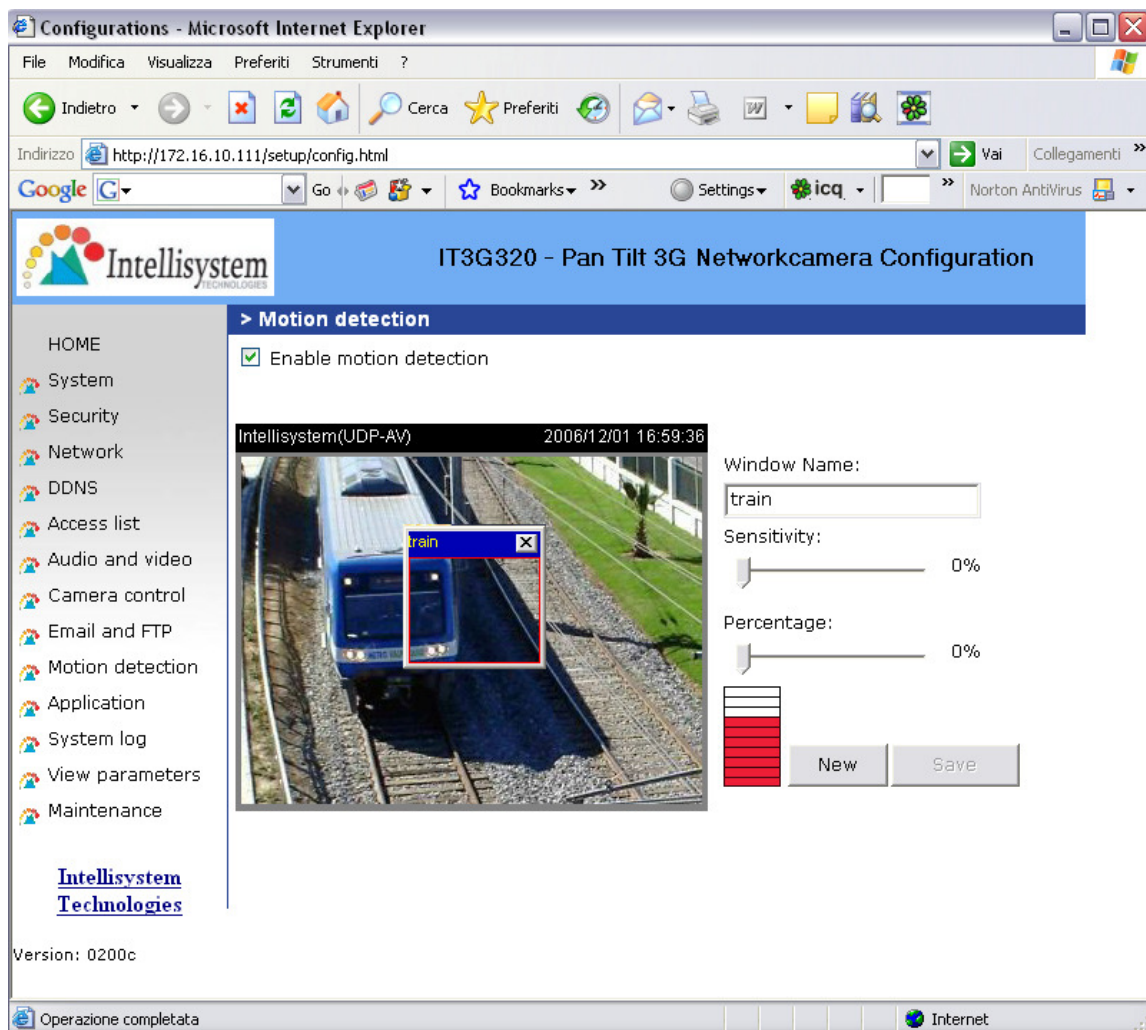 Configurations - Microsoft Internet Explorer
File Modifica Visualizza Preferiti Strumenti ?
Indietro Cerca Preferiti W
Indirizzo http://172.16.10.111/setup/config.html Vai Collegamenti »
Google G Go Bookmarks » Settings icq » Norton AntiVirus
Intellisystem
TECHNOLOGIES
IT3G320 - Pan Tilt 3G Networkcamera Configuration
> Motion detection
Enable motion detection
HOME
System
Security
Network
DDNS
Access list
Audio and video
Camera control
Email and FTP
Motion detection
Application
System log
View parameters
Maintenance
Intellisystem
Technologies
Version: 0200c
Intellisystem(UDP-AV) 2006/12/01 16:59:36
train
Window Name:
train
Sensitivity:
0%
Percentage:
0%
New Save
Operazione completata Internet